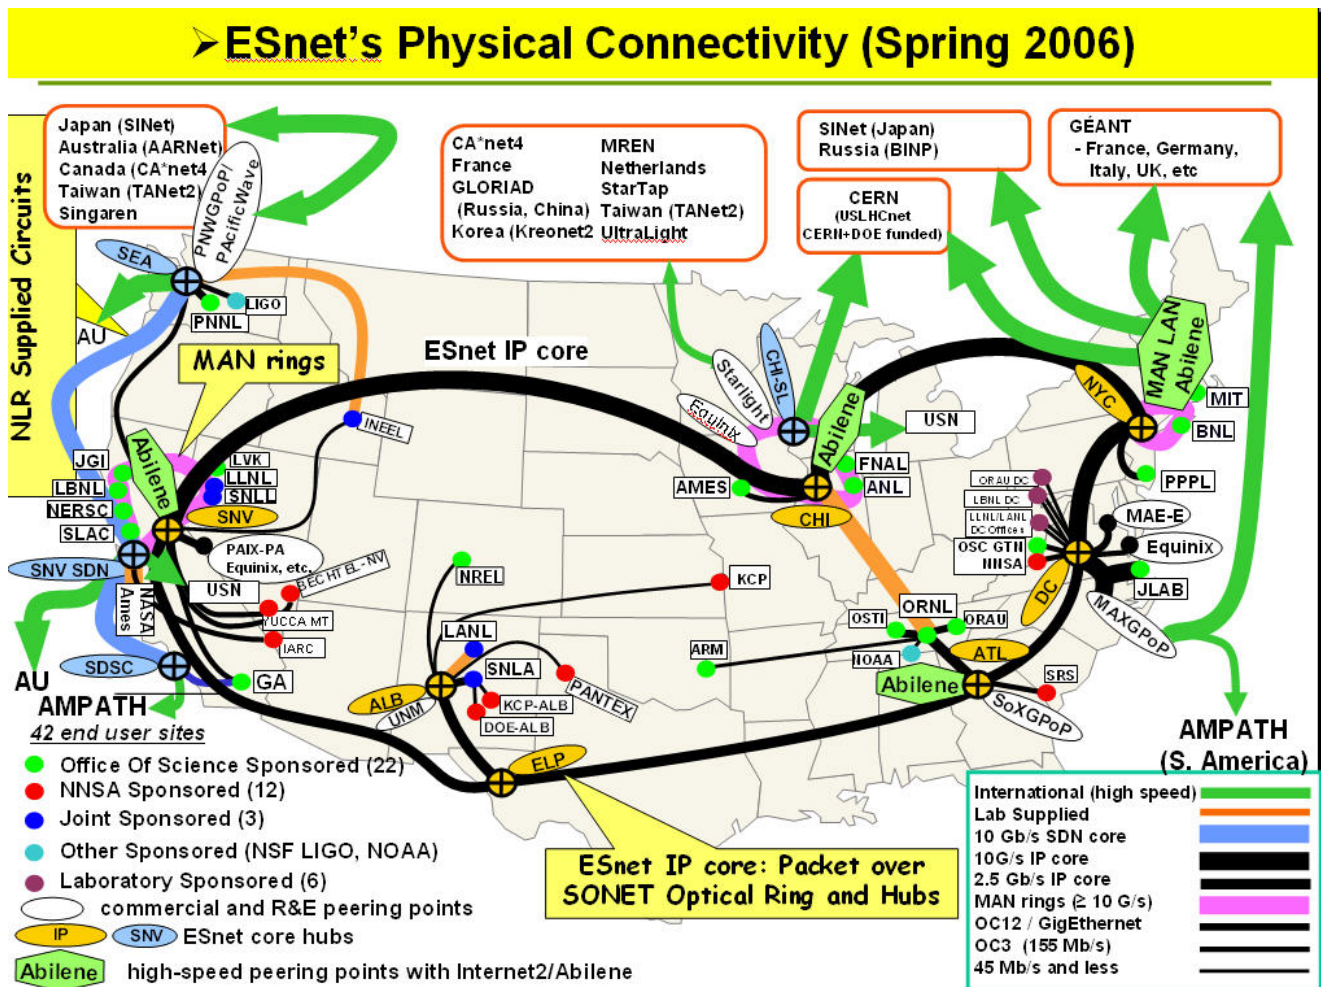 ➢ESnet's Physical Connectivity (Spring 2006)
NLR Supplied Circuits
Japan (SINet)
Australia (AARNet)
Canada (CA*net4
Taiwan (TANet2)
Singaren
PNWGPoP/
PAcificWave
CA*net4
France
GLORIAD
(Russia, China)
Korea (Kreonet2
MREN
Netherlands
StarTap
Taiwan (TANet2)
UltraLight
SINet (Japan)
Russia (BINP)
CERN
(USLHCnet
CERN+DOE funded)
GÉANT
- France, Germany,
Italy, UK, etc
SEA
LIGO
PNNL
AU
MAN rings
ESnet IP core
INEEL
Starlight
Equinix
CHI-SL
Abilene
USN
FNAL
ANL
AMES
CHI
MAN LAN
Abilene
NYC
MIT
BNL
PPPL
JGI
LBNL
NERSC
SLAC
Abilene
LVK
LLNL
SNLL
SNV
SNV SDN
PAIX-PA
Equinix, etc.
NASA
Ames
USN
BECHTEL-NV
YUCCA MT
IARC
SDSC
GA
AU
AMPATH
NREL
KCP
LANL
SNLA
ALB
UNM
KCP-ALB
DOE-ALB
PANTEX
ELP
ARM
ORNL
OSTI
ORAU
NOAA
ATL
Abilene
SRS
SoXGPoP
ORAU DC
LBNL DC
LLNL/LANL
DC Offices
OSC GTN
NNSA
DC
MAE-E
Equinix
JLAB
MAXGPoP
AMPATH
(S. America)
42 end user sites
Office Of Science Sponsored (22)
NNSA Sponsored (12)
Joint Sponsored (3)
Other Sponsored (NSF LIGO, NOAA)
Laboratory Sponsored (6)
commercial and R&E peering points
IP
SNV
ESnet core hubs
Abilene
high-speed peering points with Internet2/Abilene
ESnet IP core: Packet over
SONET Optical Ring and Hubs
International (high speed)
Lab Supplied
10 Gb/s SDN core
10G/s IP core
2.5 Gb/s IP core
MAN rings (≥ 10 G/s)
OC12 / GigEthernet
OC3 (155 Mb/s)
45 Mb/s and less